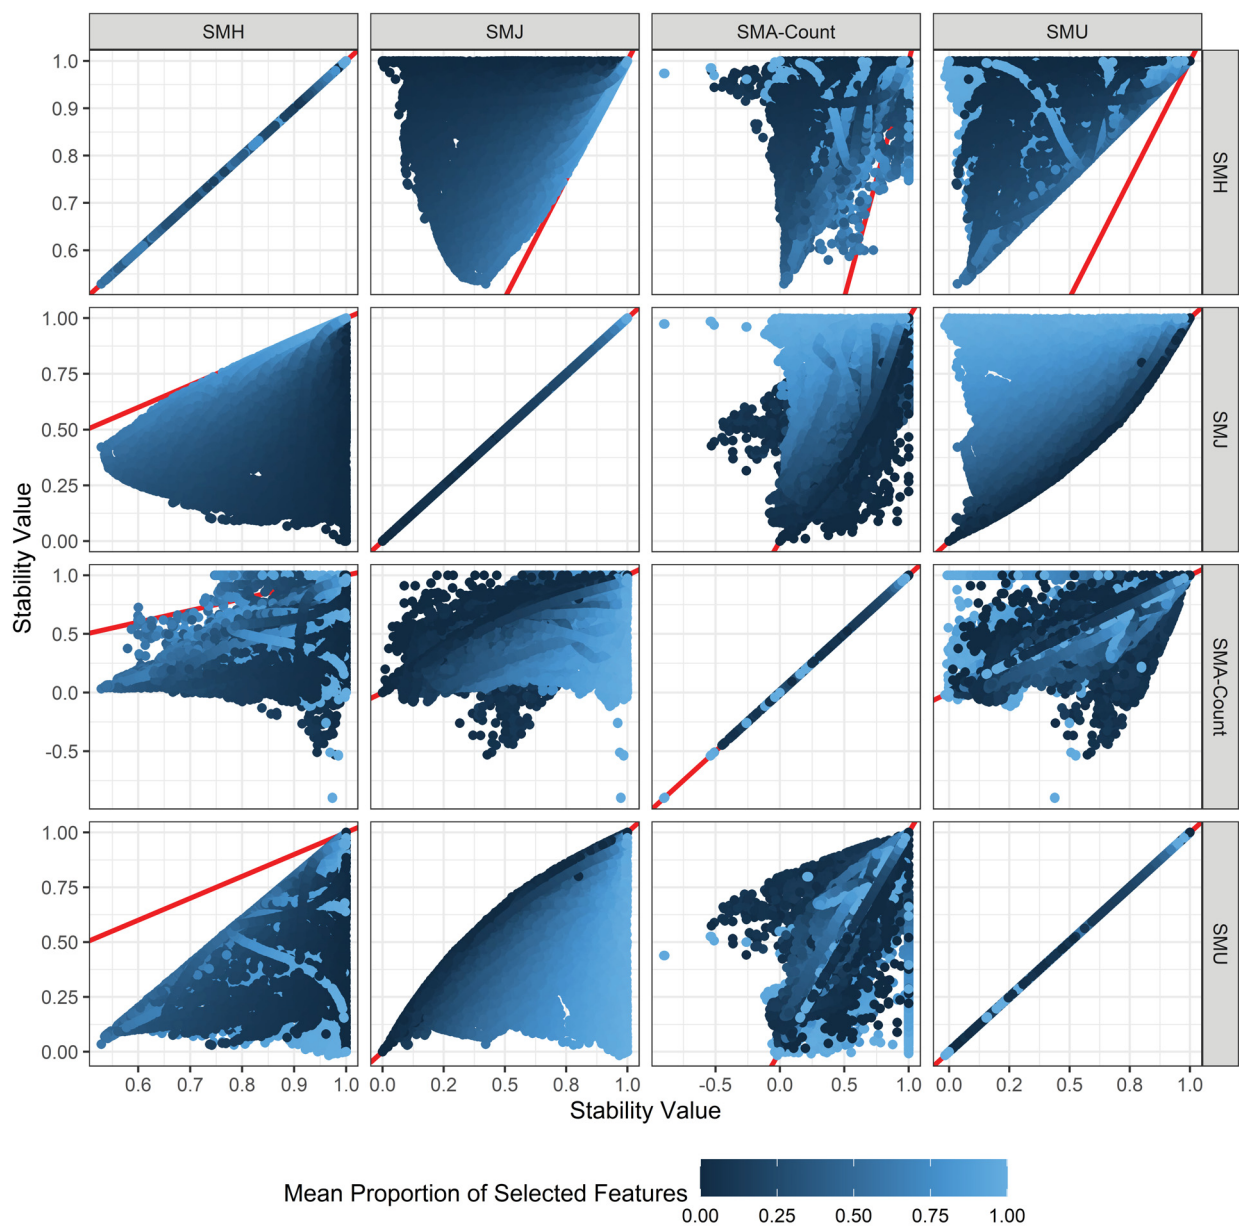 SMH SMJ SMA-Count SMU
1.0
0.9
0.8
0.7
0.6
SMH
1.00
0.75
0.50
0.25
0.00
SMJ
1.0
0.5
0.0
-0.5
SMA-Count
1.00
0.75
0.50
0.25
0.00
SMU
Stability Value
0.6 0.7 0.8 0.9 1.0 0.0 0.2 0.5 0.8 1.0 -0.5 0.0 0.5 1.0 0.0 0.2 0.5 0.8 1.0
Stability Value
Mean Proportion of Selected Features
0.00 0.25 0.50 0.75 1.00